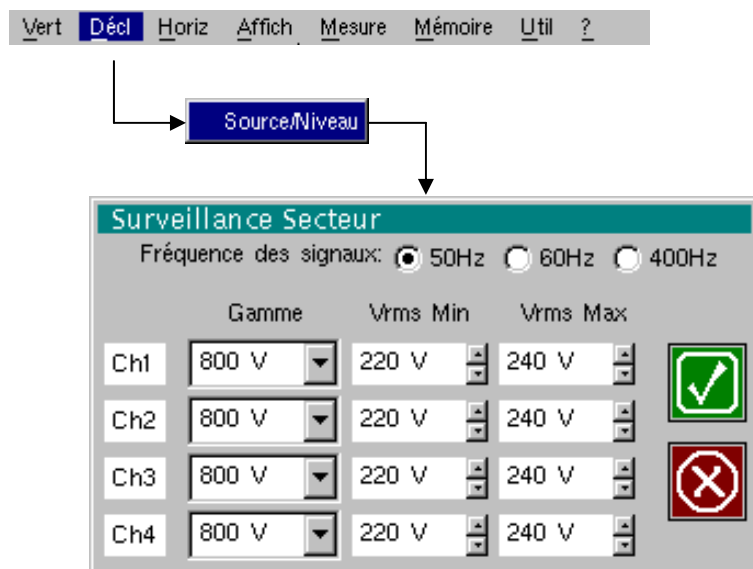 Vert Décl Horiz Affich Mesure Mémoire Util ?
Source/Niveau
Surveillance Secteur
Fréquence des signaux: 50Hz 60Hz 400Hz
Gamme Vrms Min Vrms Max
Ch1 800 V 220 V 240 V
Ch2 800 V 220 V 240 V
Ch3 800 V 220 V 240 V
Ch4 800 V 220 V 240 V